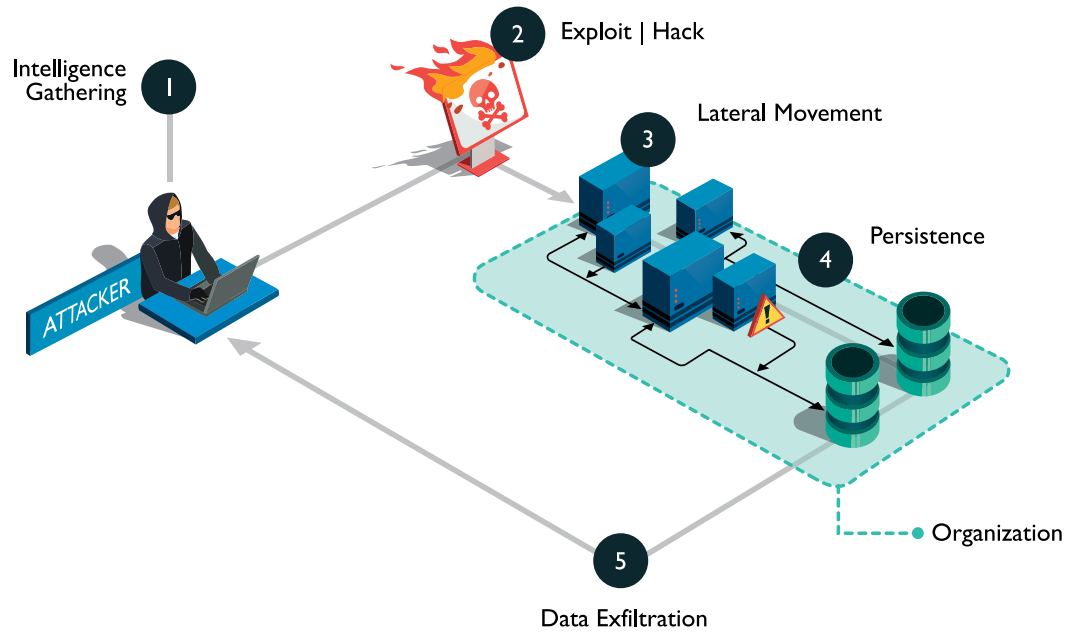 1
Intelligence
Gathering
2
Exploit | Hack
3
Lateral Movement
4
Persistence
ATTACKER
Organization
5
Data Exfiltration